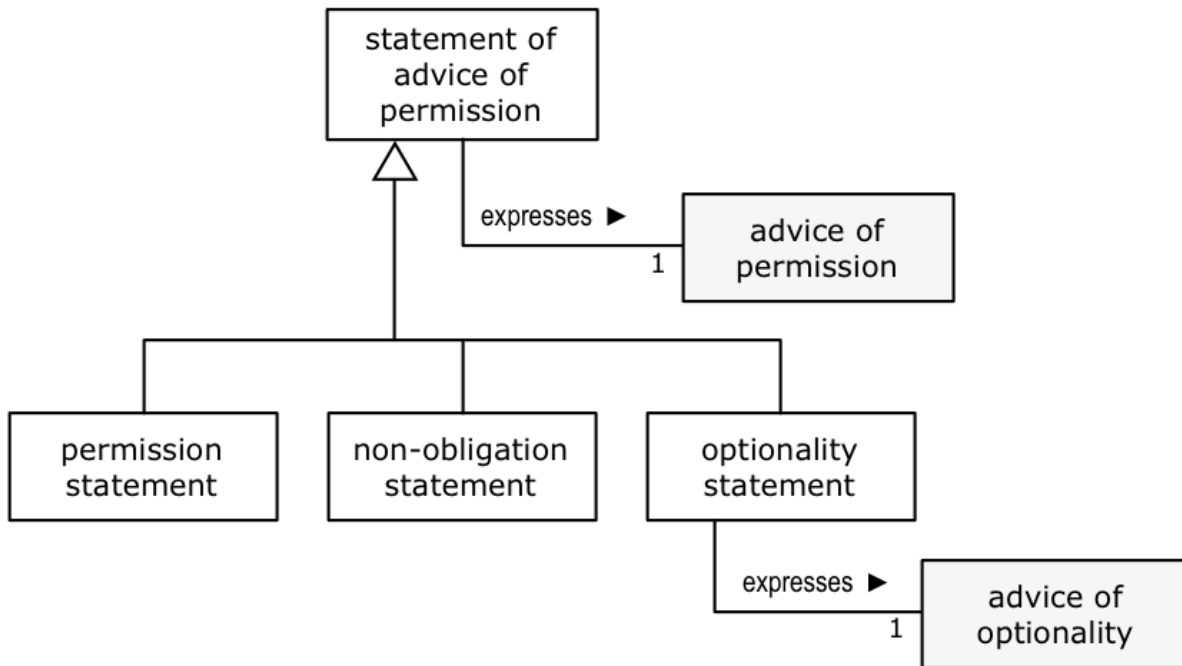 statement of
advice of
permission
expresses ►
1
advice of
permission
permission
statement
non-obligation
statement
optionality
statement
expresses ►
1
advice of
optionality